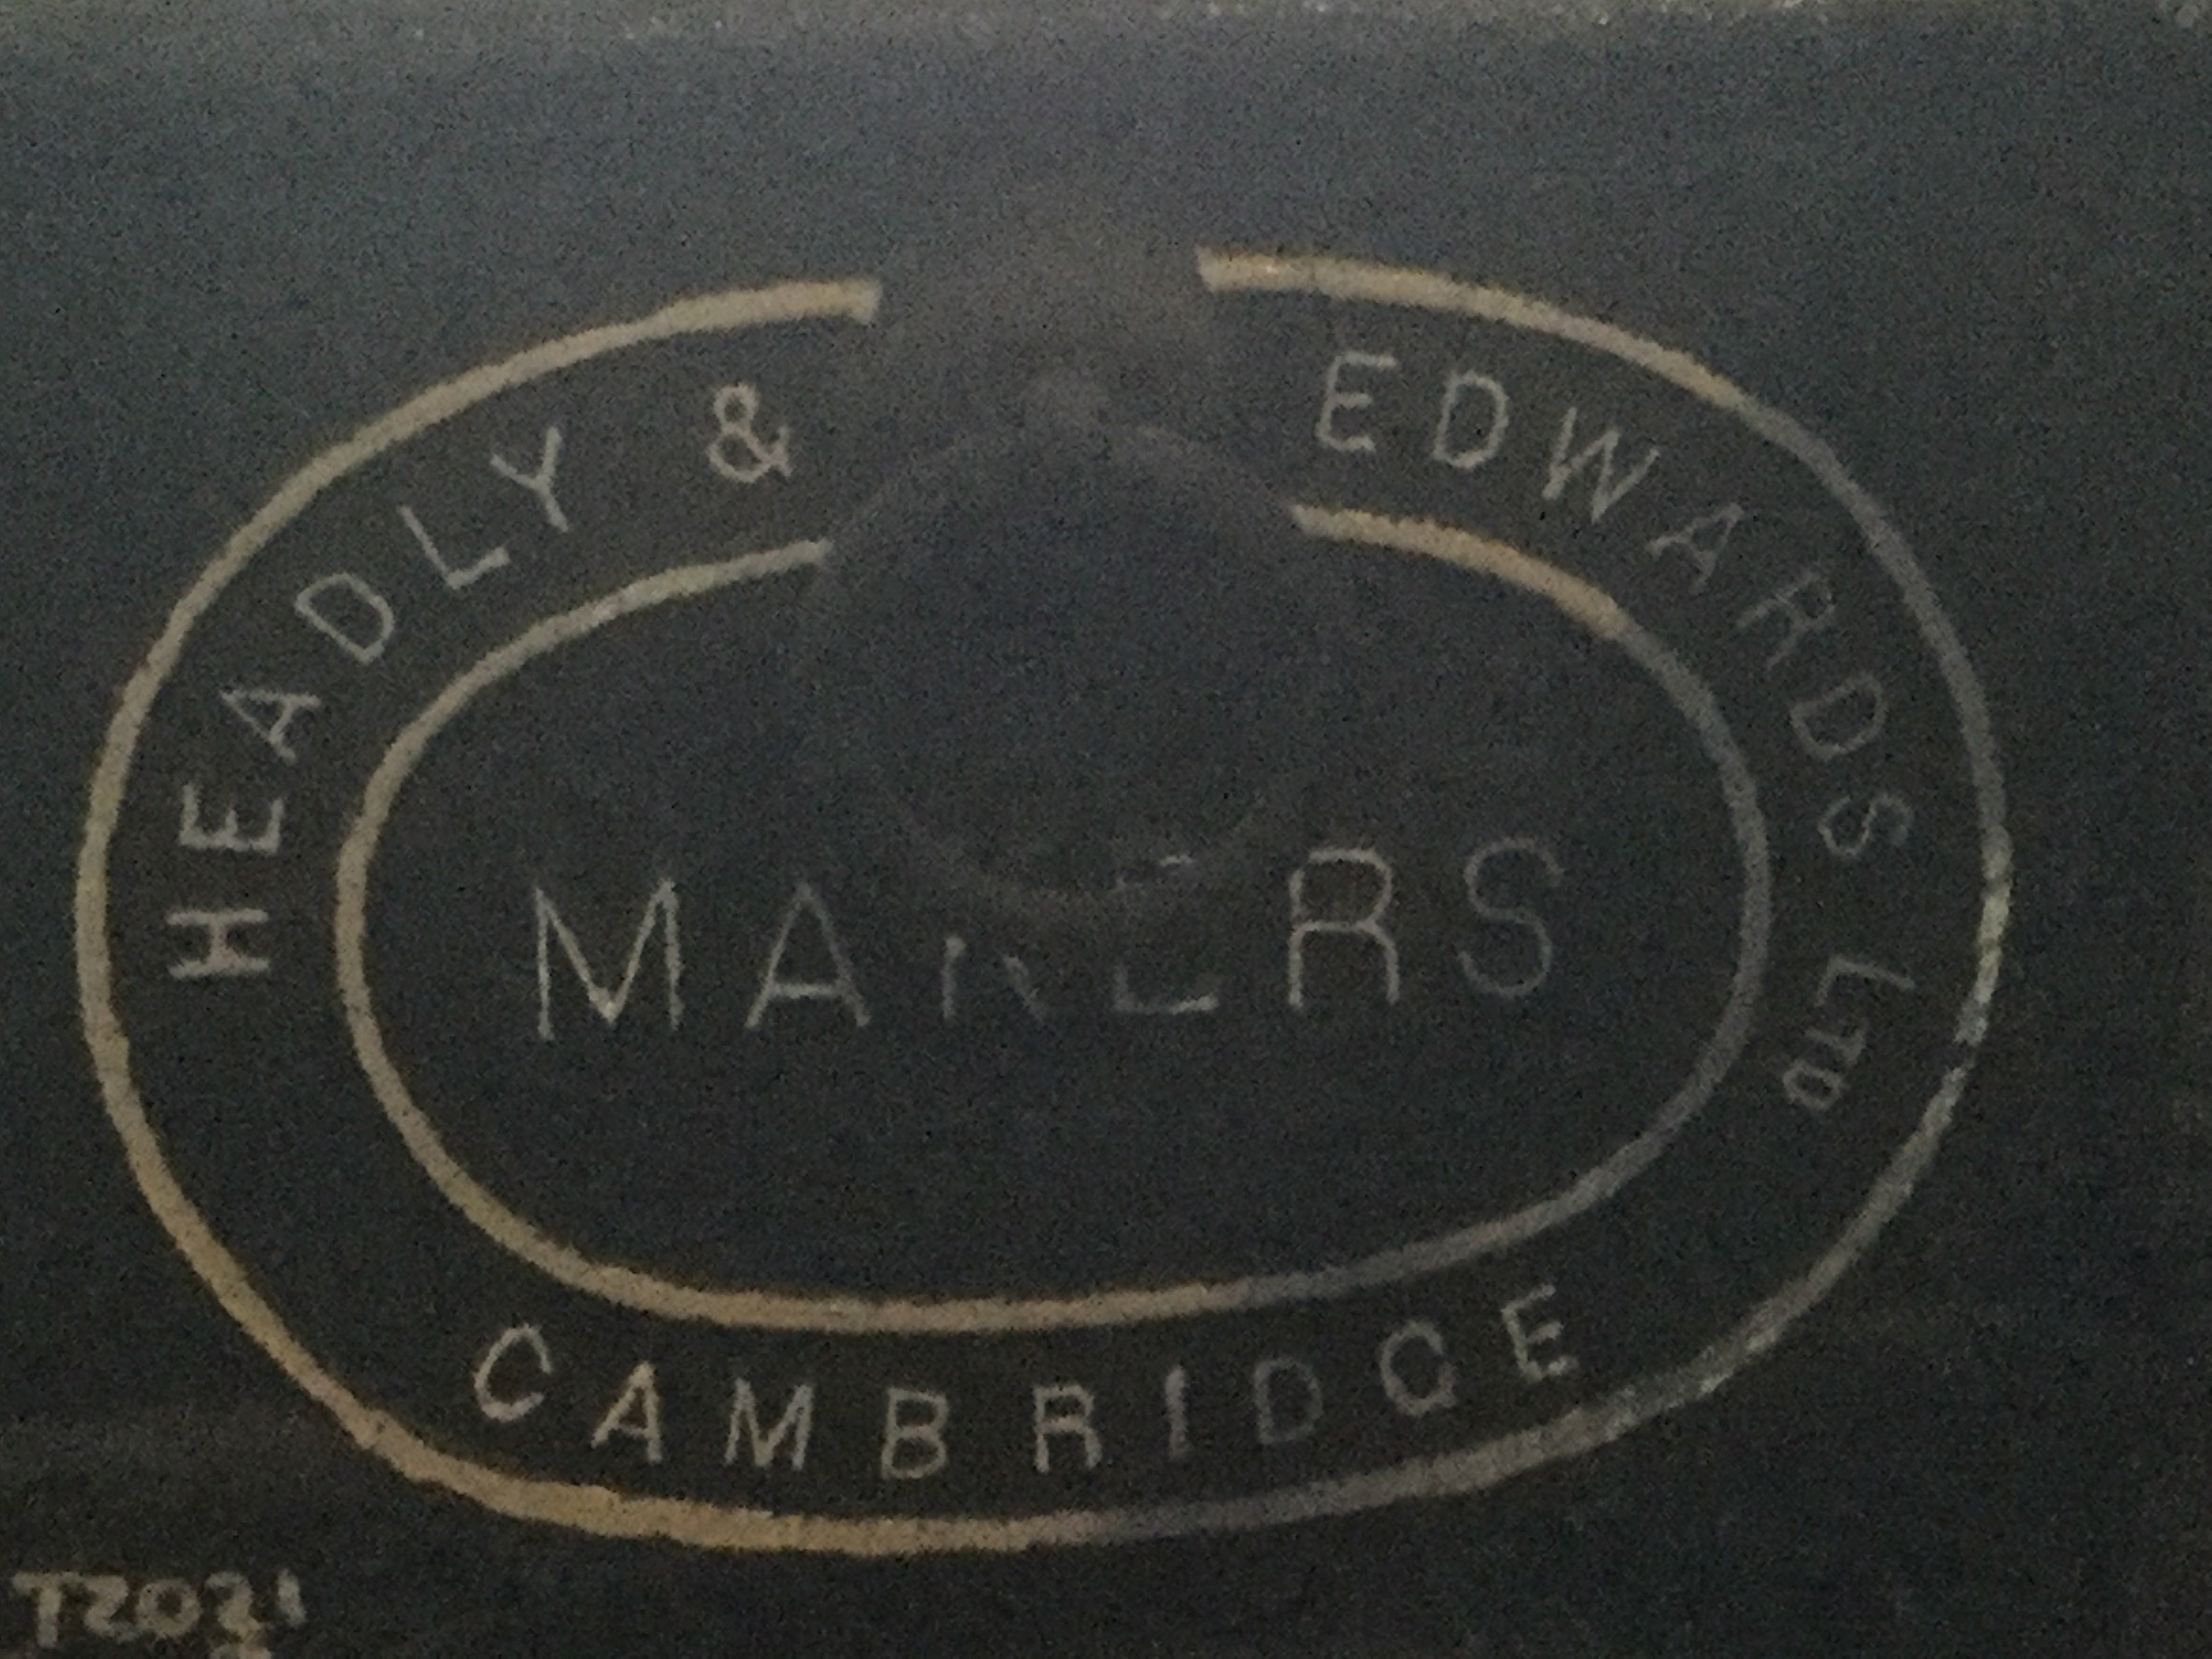 HEADLY & EDWARDS LTD
MAKERS
CAMBRIDGE